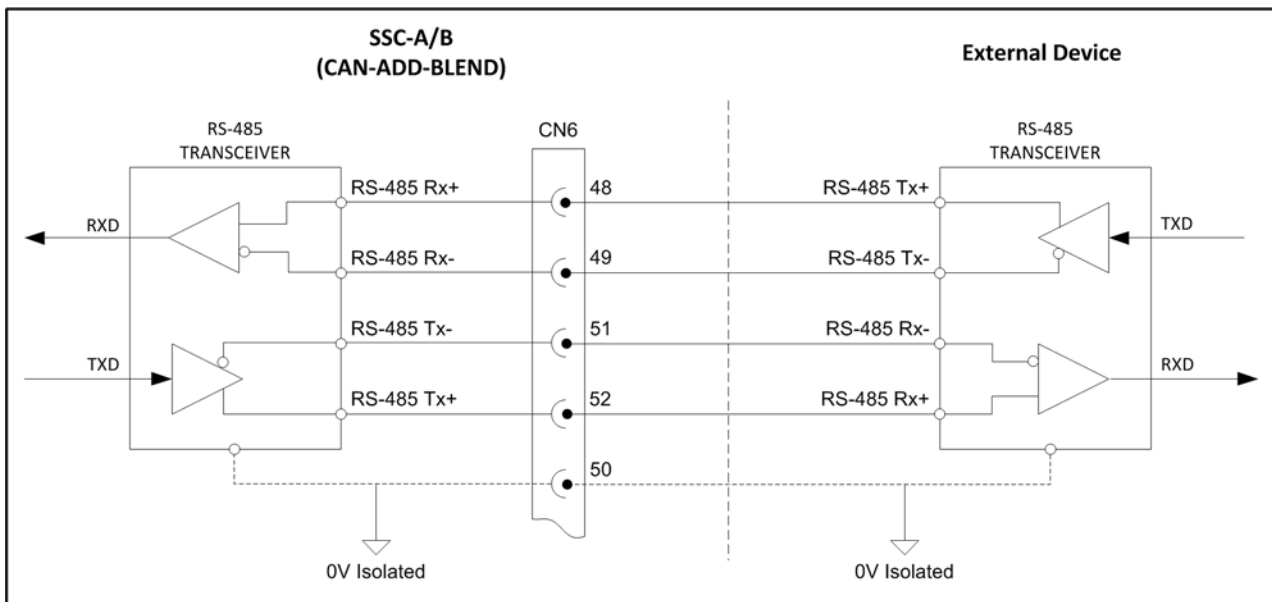 SSC-A/B
(CAN-ADD-BLEND)
External Device
RS-485
TRANSCEIVER
CN6
RS-485
TRANSCEIVER
RS-485 Rx+
48
RS-485 Tx+
RXD
TXD
RS-485 Rx-
49
RS-485 Tx-
RS-485 Tx-
51
RS-485 Rx-
TXD
RXD
RS-485 Tx+
52
RS-485 Rx+
50
0V Isolated
0V Isolated